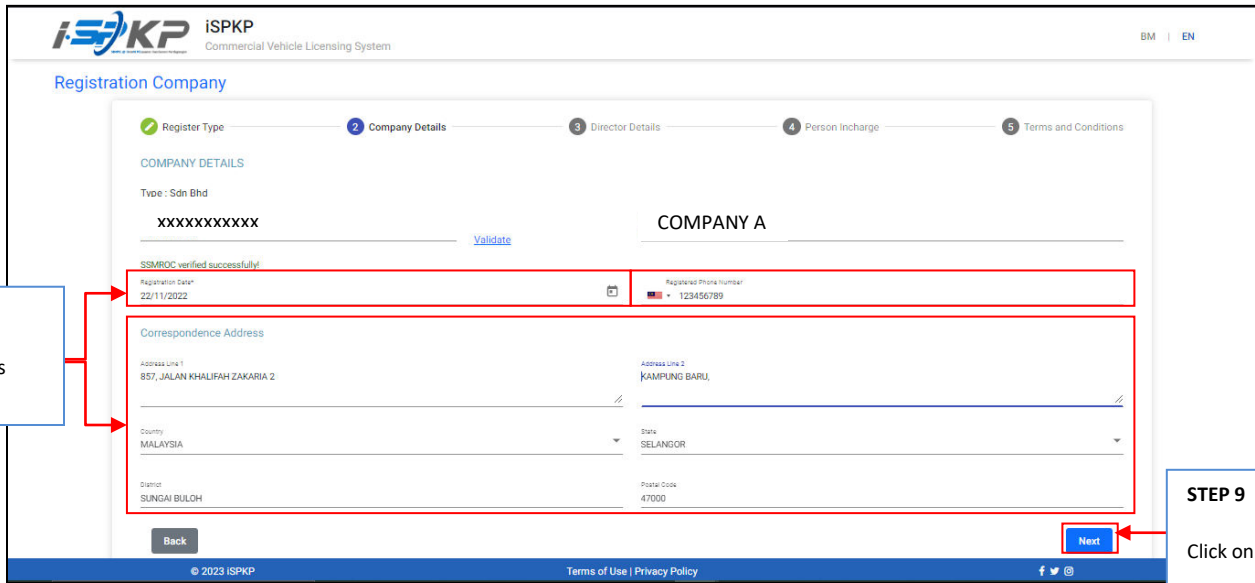 i-SPKP
iSPKP
Commercial Vehicle Licensing System
BM | EN
Registration Company
Register Type
2 Company Details
3 Director Details
4 Person Incharge
5 Terms and Conditions
COMPANY DETAILS
Type : Sdn Bhd
XXXXXXXXXXX
Validate
COMPANY A
SSMROC verified successfully!
Registration Date*
22/11/2022
Registered Phone Number
123456789
s
Correspondence Address
Address Line 1
857, JALAN KHALIFAH ZAKARIA 2
Address Line 2
KAMPUNG BARU,
Country
MALAYSIA
State
SELANGOR
District
SUNGAI BULOH
Postal Code
47000
Back
Next
STEP 9
Click on
© 2023 iSPKP
Terms of Use | Privacy Policy